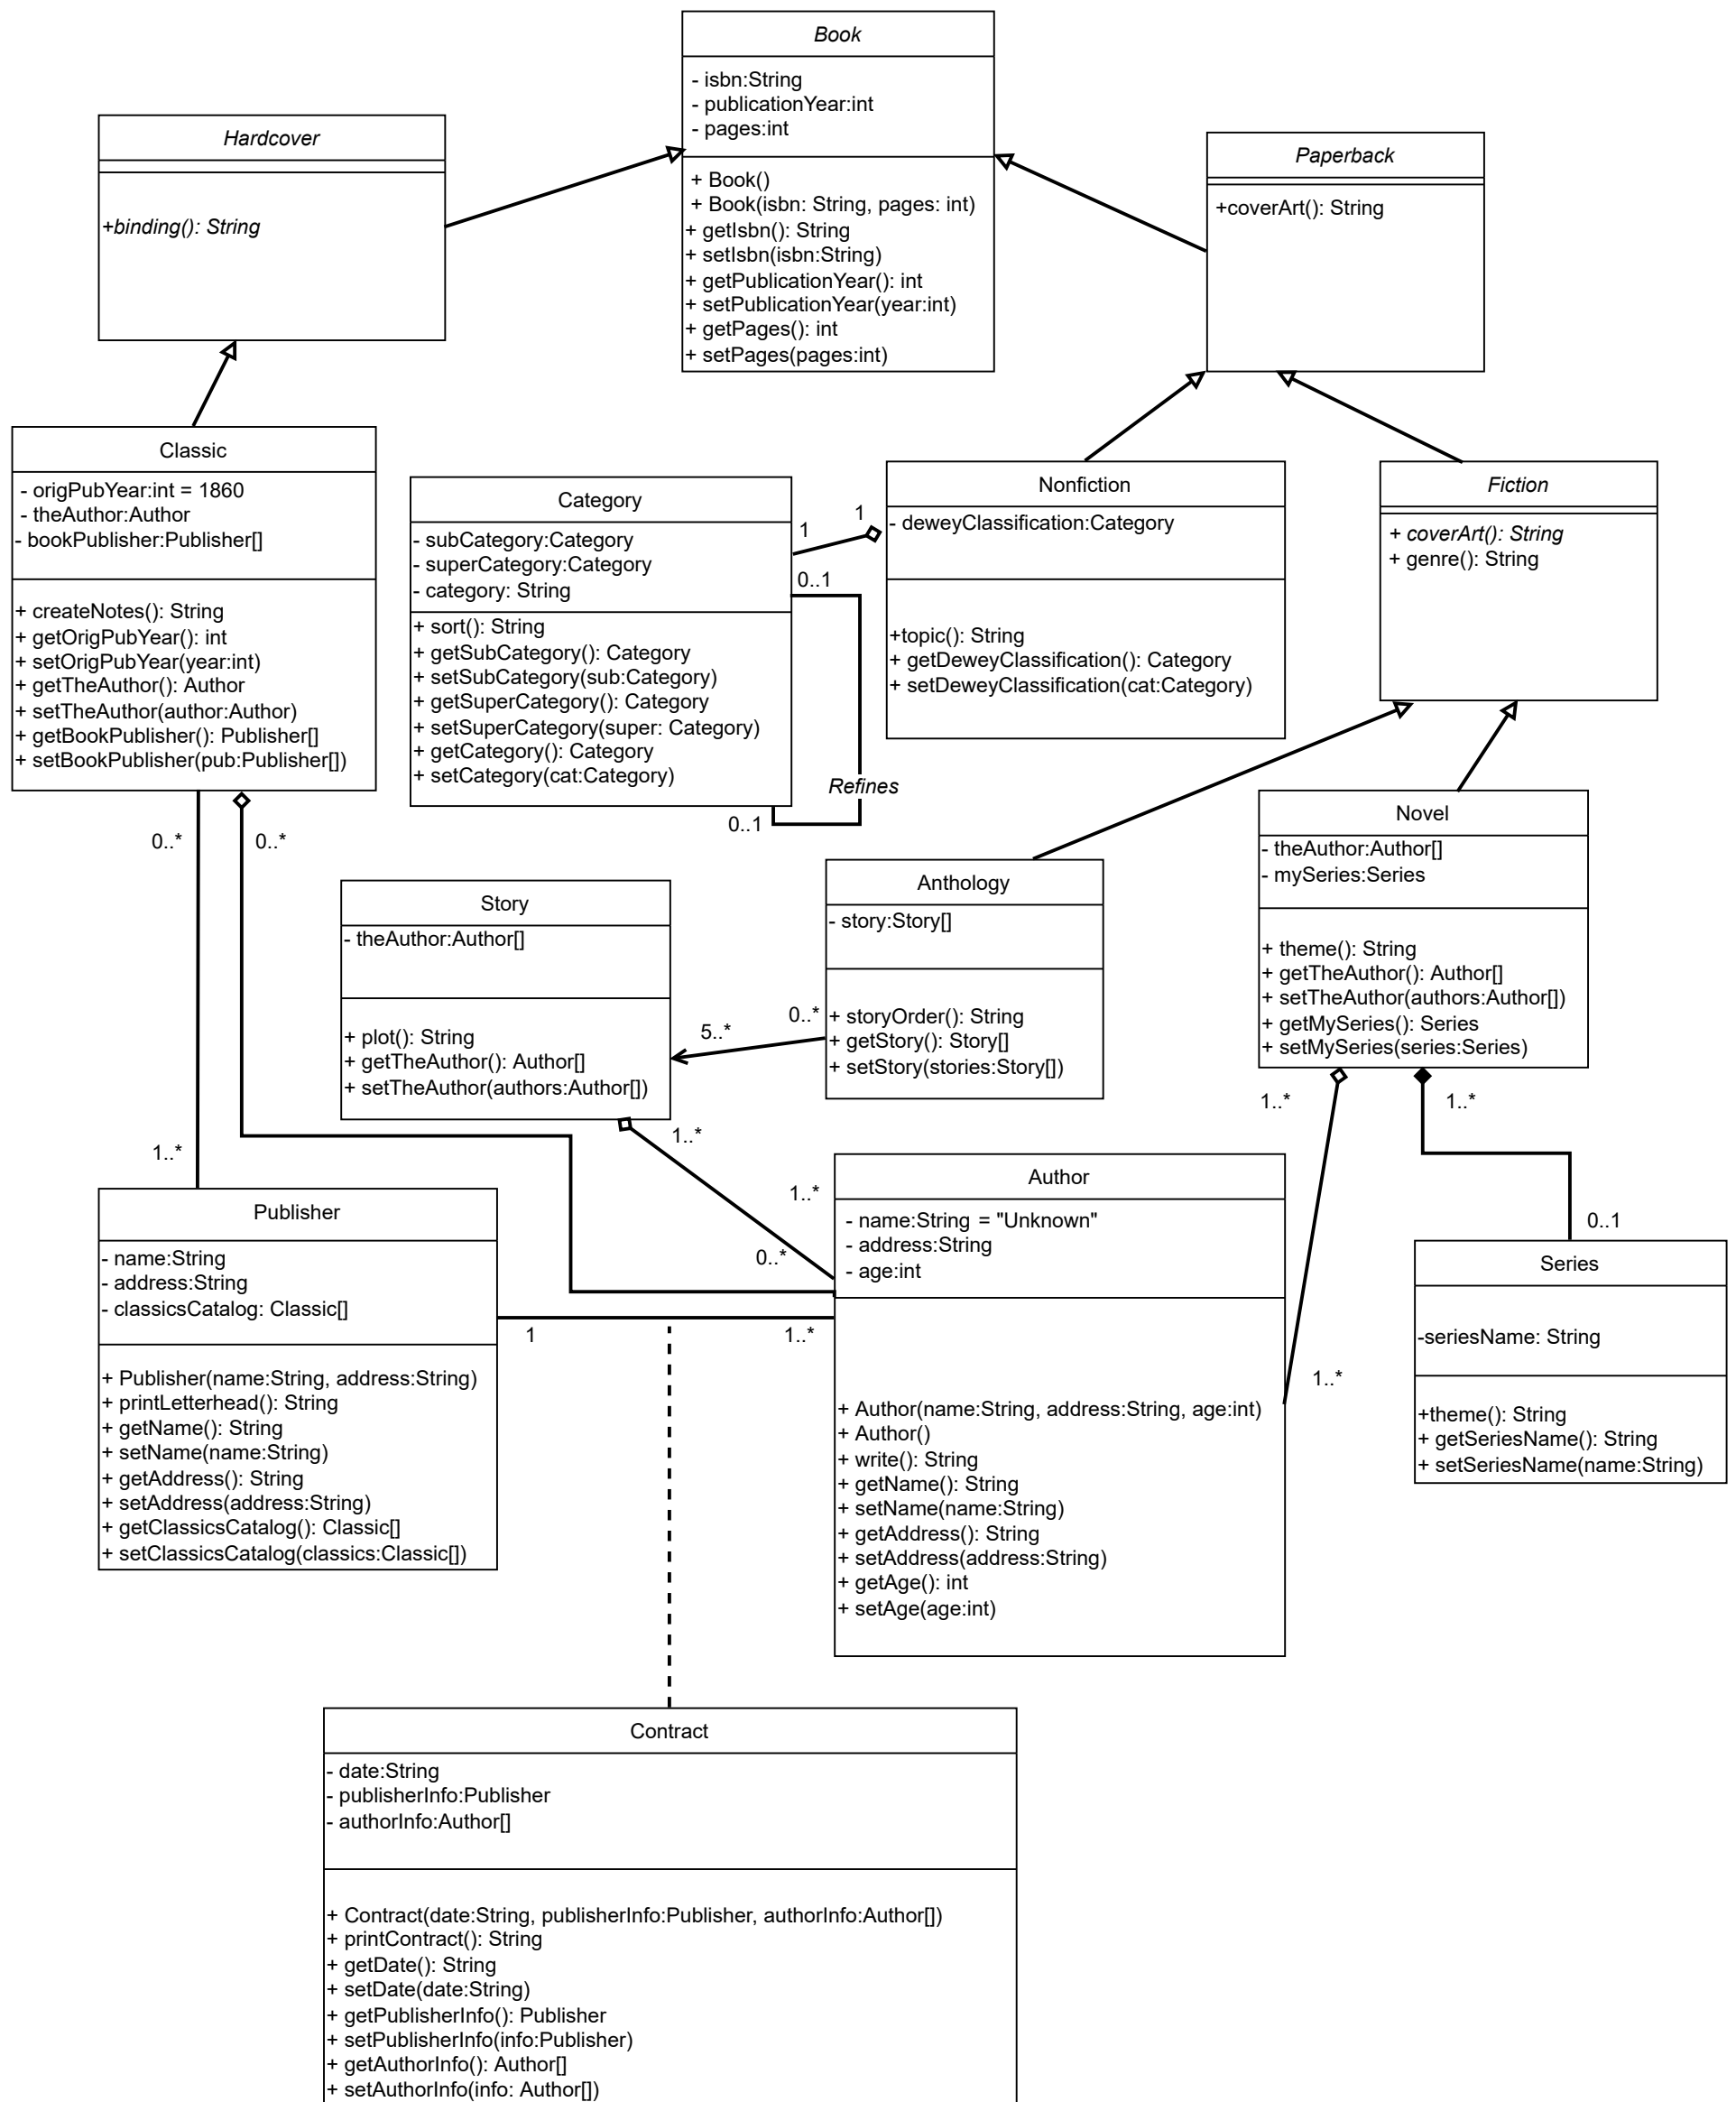 Book
- isbn:String
- publicationYear:int
- pages:int
+ Book()
+ Book(isbn: String, pages: int)
+ getIsbn(): String
+ setIsbn(isbn:String)
+ getPublicationYear(): int
+ setPublicationYear(year:int)
+ getPages(): int
+ setPages(pages:int)
Hardcover
+binding(): String
Paperback
+coverArt(): String
Classic
- origPubYear:int = 1860
- theAuthor:Author
- bookPublisher:Publisher[]
+ createNotes(): String
+ getOrigPubYear(): int
+ setOrigPubYear(year:int)
+ getTheAuthor(): Author
+ setTheAuthor(author:Author)
+ getBookPublisher(): Publisher[]
+ setBookPublisher(pub:Publisher[])
Category
- subCategory:Category
- superCategory:Category
- category: String
+ sort(): String
+ getSubCategory(): Category
+ setSubCategory(sub:Category)
+ getSuperCategory(): Category
+ setSuperCategory(super: Category)
+ getCategory(): Category
+ setCategory(cat:Category)
1
1
0..1
Refines
0..1
Nonfiction
- deweyClassification:Category
+topic(): String
+ getDeweyClassification(): Category
+ setDeweyClassification(cat:Category)
Fiction
+ coverArt(): String
+ genre(): String
0..*
0..*
Story
- theAuthor:Author[]
+ plot(): String
+ getTheAuthor(): Author[]
+ setTheAuthor(authors:Author[])
5..*
0..*
Anthology
- story:Story[]
+ storyOrder(): String
+ getStory(): Story[]
+ setStory(stories:Story[])
Novel
- theAuthor:Author[]
- mySeries:Series
+ theme(): String
+ getTheAuthor(): Author[]
+ setTheAuthor(authors:Author[])
+ getMySeries(): Series
+ setMySeries(series:Series)
1..*
1..*
1..*
1..*
1..*
0..*
0..1
Publisher
- name:String
- address:String
- classicsCatalog: Classic[]
+ Publisher(name:String, address:String)
+ printLetterhead(): String
+ getName(): String
+ setName(name:String)
+ getAddress(): String
+ setAddress(address:String)
+ getClassicsCatalog(): Classic[]
+ setClassicsCatalog(classics:Classic[])
1
1..*
Author
- name:String = "Unknown"
- address:String
- age:int
+ Author(name:String, address:String, age:int)
+ Author()
+ write(): String
+ getName(): String
+ setName(name:String)
+ getAddress(): String
+ setAddress(address:String)
+ getAge(): int
+ setAge(age:int)
1..*
Series
-seriesName: String
+theme(): String
+ getSeriesName(): String
+ setSeriesName(name:String)
Contract
- date:String
- publisherInfo:Publisher
- authorInfo:Author[]
+ Contract(date:String, publisherInfo:Publisher, authorInfo:Author[])
+ printContract(): String
+ getDate(): String
+ setDate(date:String)
+ getPublisherInfo(): Publisher
+ setPublisherInfo(info:Publisher)
+ getAuthorInfo(): Author[]
+ setAuthorInfo(info: Author[])